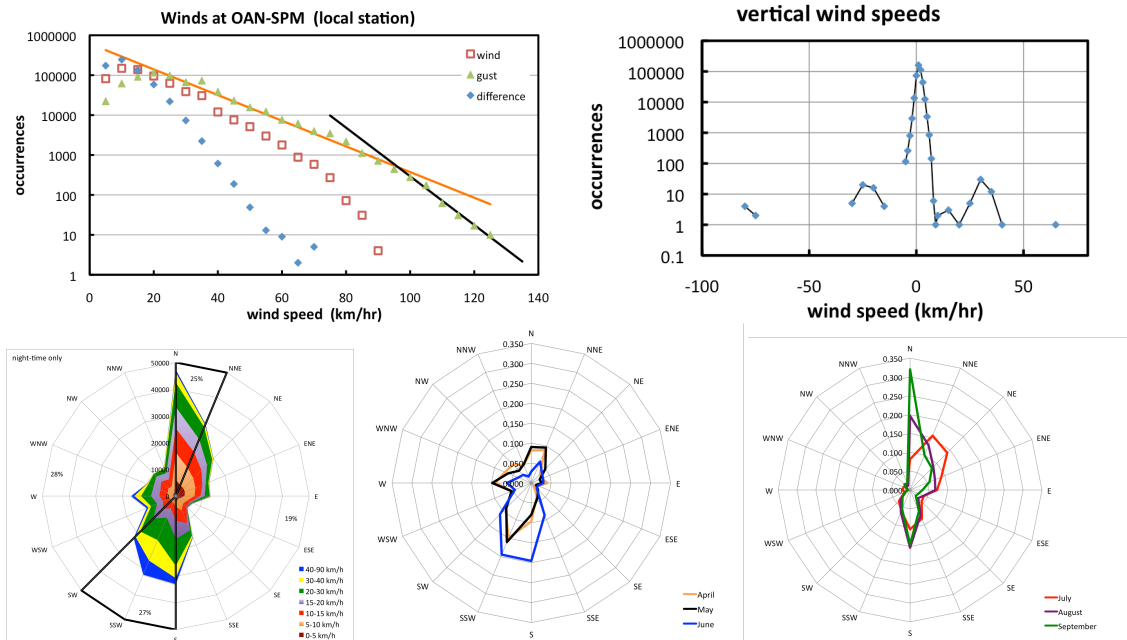 Winds at OAN-SPM (local station)
1000000
100000
10000
1000
100
10
1
occurrences
wind
gust
difference
0 20 40 60 80 100 120 140
wind speed (km/hr)
vertical wind speeds
1000000
100000
10000
1000
100
10
1
0.1
occurrences
-100 -50 0 50
wind speed (km/hr)
night-time only
N
NNE
NE
ENE
E
ESE
SE
SSE
S
SSW
SW
WSW
W
WNW
NW
NNW
50000
40000
30000
20000
10000
0
25%
28%
19%
27%
40-90 km/h
30-40 km/h
20-30 km/h
15-20 km/h
10-15 km/h
5-10 km/h
0-5 km/h
N
NNE
NE
ENE
E
ESE
SE
SSE
S
SSW
SW
WSW
W
WNW
NW
NNW
0.350
0.300
0.250
0.200
0.150
0.100
0.050
0.000
April
May
June
N
NNE
NE
ENE
E
ESE
SE
SSE
S
SSW
SW
WSW
W
WNW
NW
NNW
0.350
0.300
0.250
0.200
0.150
0.100
0.050
0.000
July
August
September